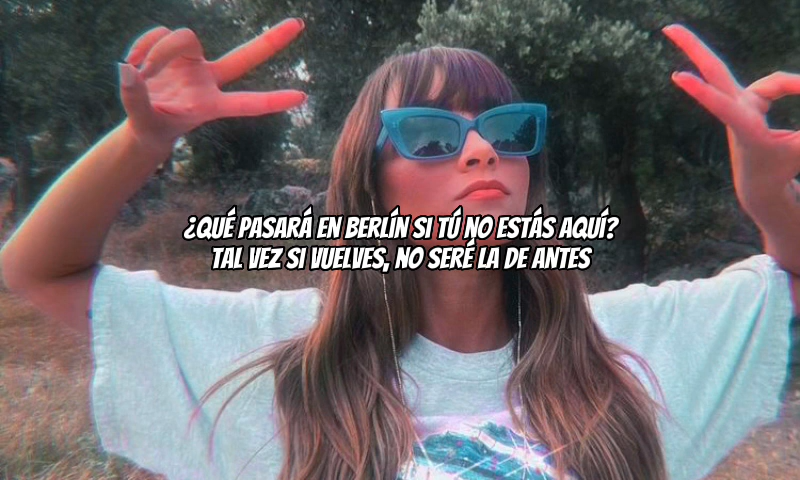 ¿QUÉ PASARÁ EN BERLÍN SI TÚ NO ESTÁS AQUÍ?
TAL VEZ SI VUELVES, NO SERÉ LA DE ANTES